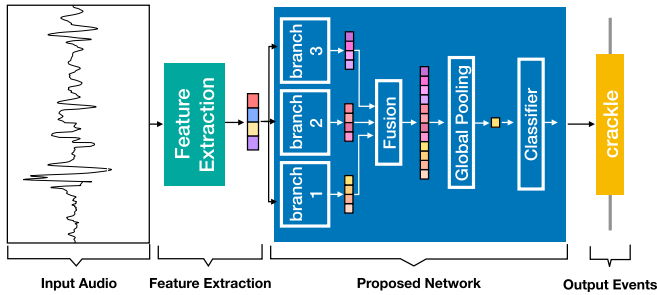 Feature
Extraction
branch
3
branch
2
branch
1
Fusion
Global Pooling
Classifier
crackle
Input Audio
Feature Extraction
Proposed Network
Output Events